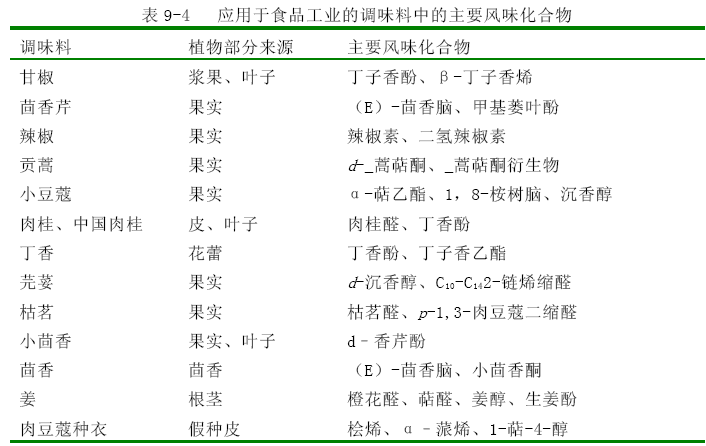 表 9-4 应用于食品工业的调味料中的主要风味化合物
调味料 植物部分来源 主要风味化合物
甘椒 浆果、叶子 丁子香酚、β-丁子香烯
茴香芹 果实 （E）-茴香脑、甲基蒌叶酚
辣椒 果实 辣椒素、二氢辣椒素
贡蒿 果实 d-_蒿萜酮、_蒿萜酮衍生物
小豆蔻 果实 α-萜乙酯、1，8-桉树脑、沉香醇
肉桂、中国肉桂 皮、叶子 肉桂醛、丁香酚
丁香 花蕾 丁香酚、丁子香乙酯
芫荽 果实 d-沉香醇、C10-C142-链烯缩醛
枯茗 果实 枯茗醛、p-1,3-肉豆蔻二缩醛
小茴香 果实、叶子 d－香芹酚
茴香 茴香 （E）-茴香脑、小茴香酮
姜 根茎 橙花醛、萜醛、姜醇、生姜酚
肉豆蔻种衣 假种皮 桧烯、α－蒎烯、1-萜-4-醇